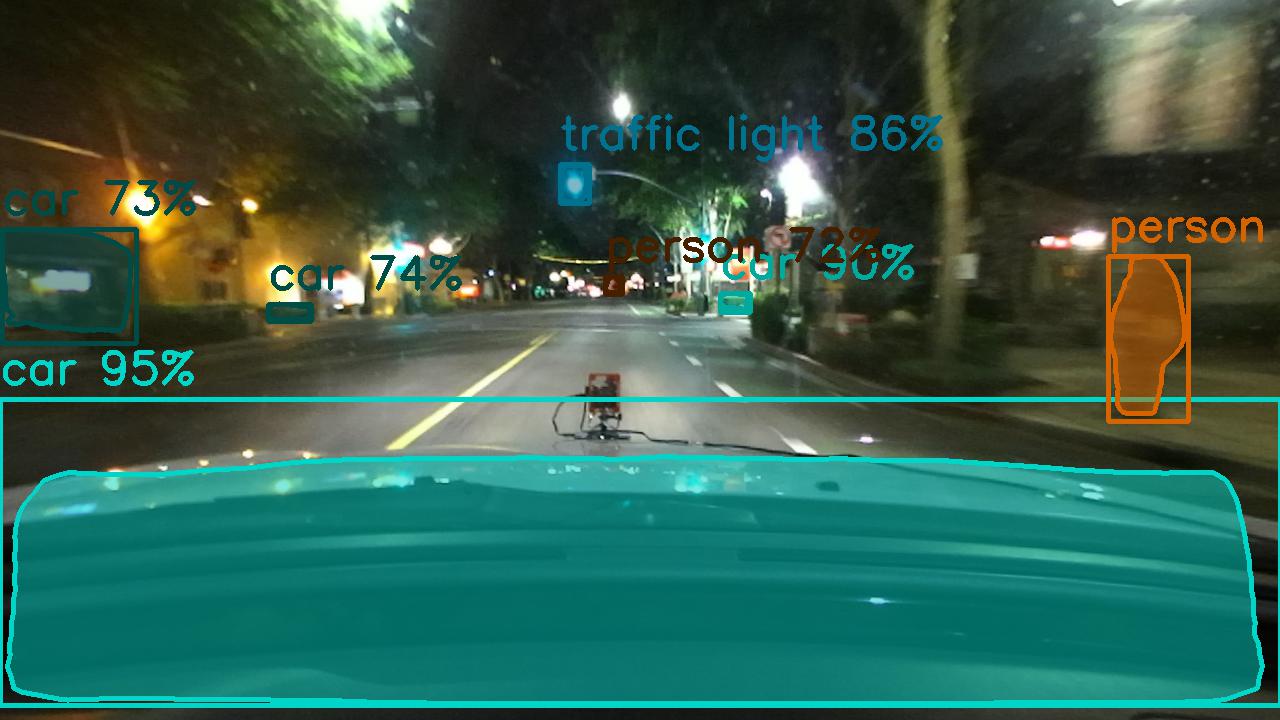 traffic light 86%
car 73%
person
person 72%
car 90%
car 74%
car 95%